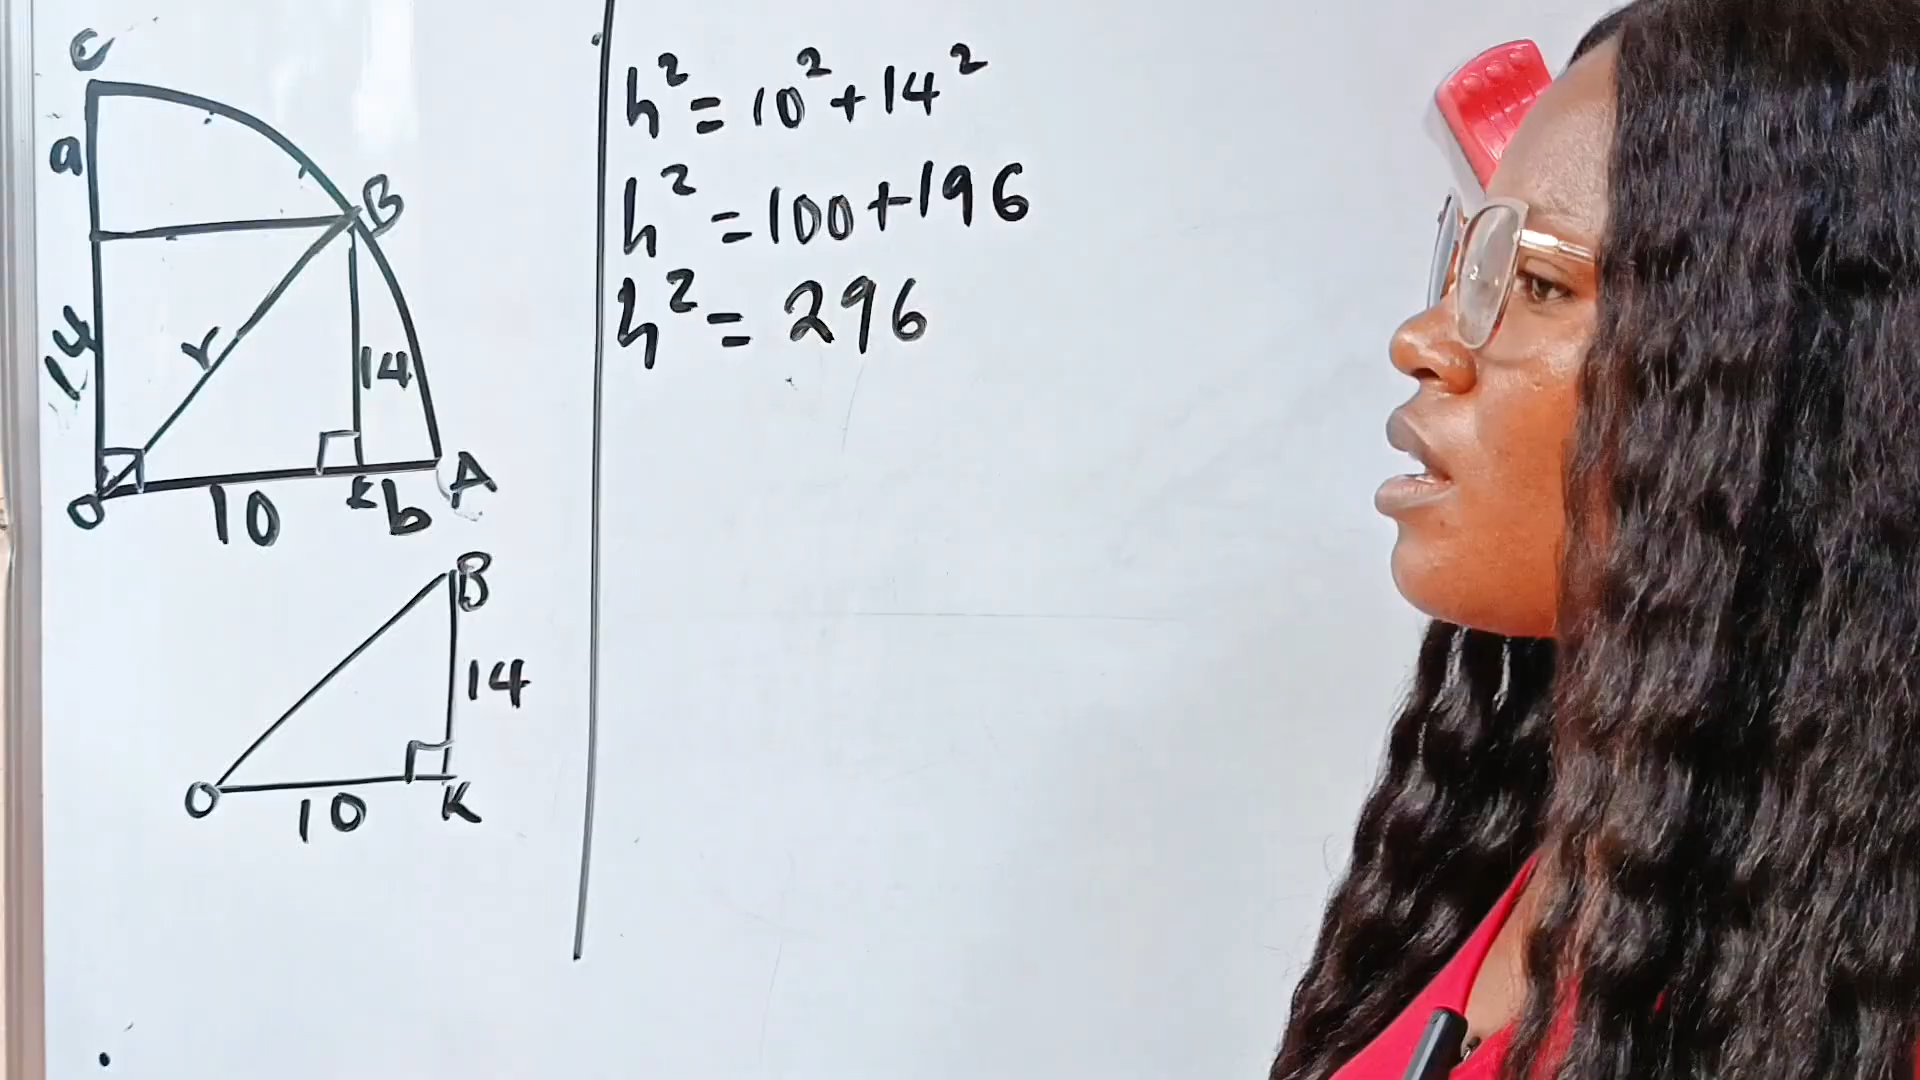 C
a
B
14
r
14
O
10
K
b
A
B
14
O
10
K
h² = 10² + 14²
h² = 100 + 196
h² = 296